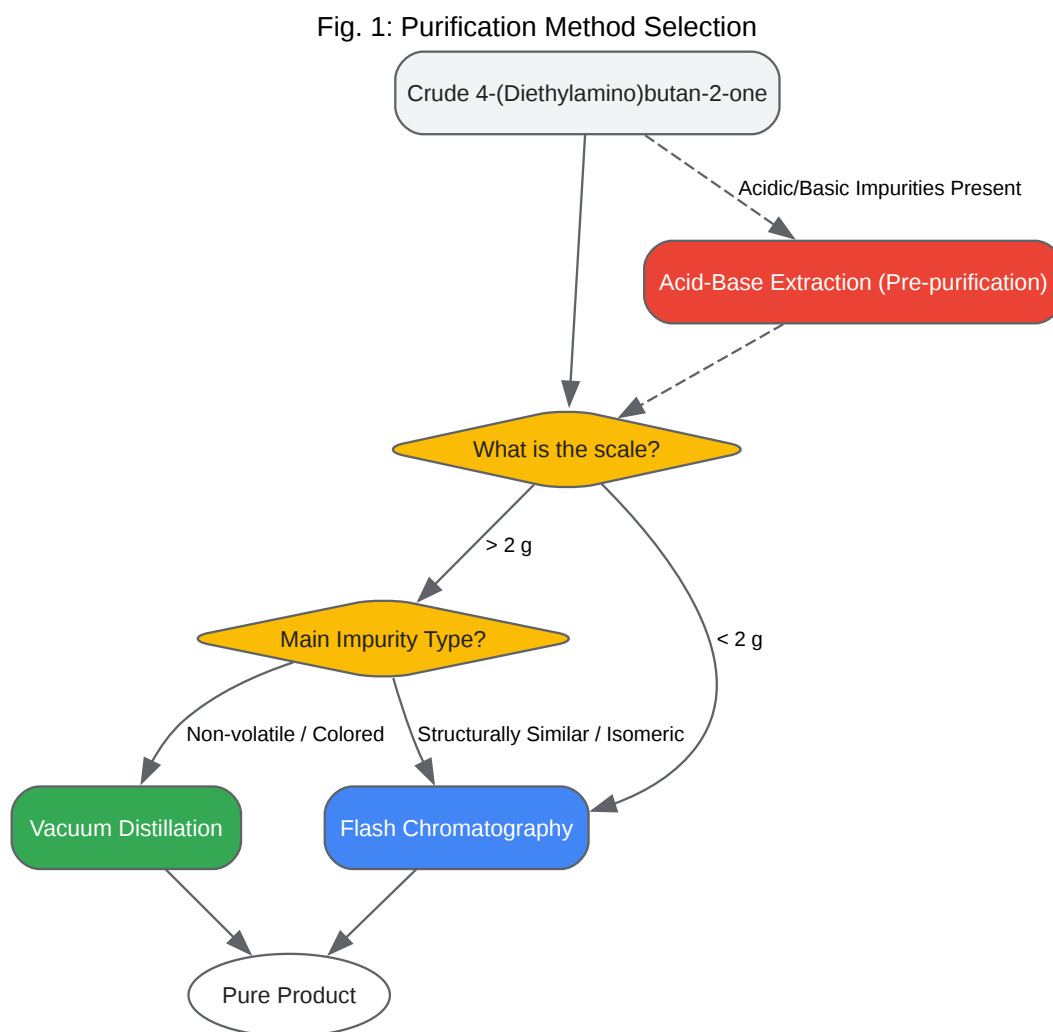 Fig. 1: Purification Method Selection
Crude 4-(Diethylamino)butan-2-one
Acidic/Basic Impurities Present
Acid-Base Extraction (Pre-purification)
What is the scale?
> 2 g
Main Impurity Type?
< 2 g
Non-volatile / Colored
Structurally Similar / Isomeric
Vacuum Distillation
Flash Chromatography
Pure Product